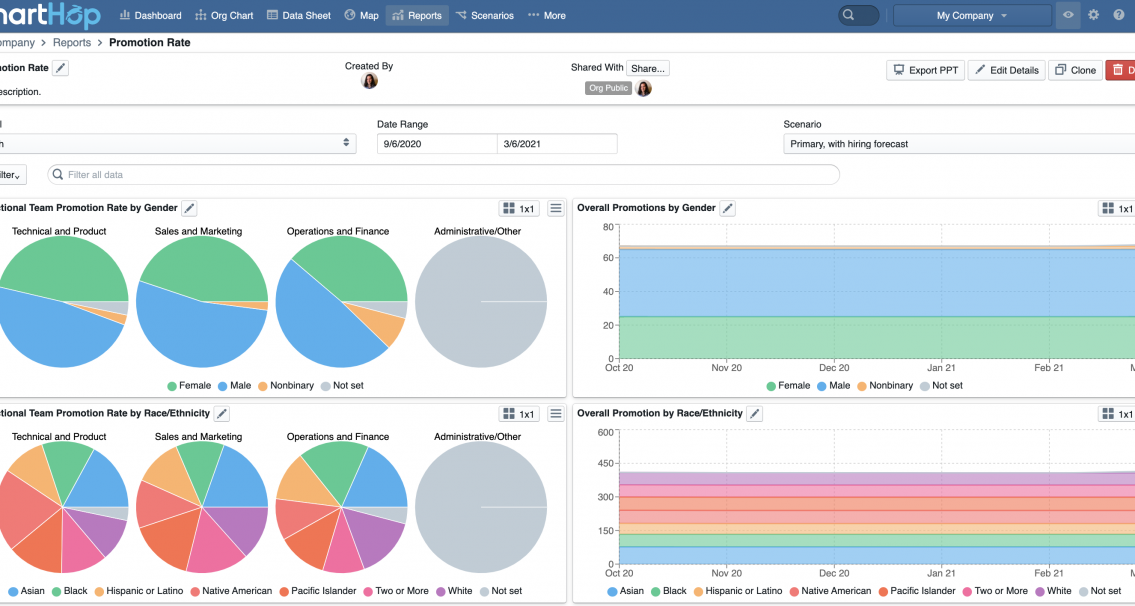 artHop Dashboard Org Chart Data Sheet Map Reports Scenarios More My Company
ompany > Reports > Promotion Rate
otion Rate Created By Shared With Share...
Org Public Export PPT Edit Details Clone D
escription.
l Date Range Scenario
h 9/6/2020 3/6/2021 Primary, with hiring forecast
ilter Filter all data
ctional Team Promotion Rate by Gender 1x1
Technical and Product Sales and Marketing Operations and Finance Administrative/Other
Female Male Nonbinary Not set
Overall Promotions by Gender 1x1
80
60
40
20
0
Oct 20 Nov 20 Dec 20 Jan 21 Feb 21 M
Female Male Nonbinary Not set
ctional Team Promotion Rate by Race/Ethnicity 1x1
Technical and Product Sales and Marketing Operations and Finance Administrative/Other
Asian Black Hispanic or Latino Native American Pacific Islander Two or More White Not set
Overall Promotion by Race/Ethnicity 1x1
600
450
300
150
0
Oct 20 Nov 20 Dec 20 Jan 21 Feb 21 M
Asian Black Hispanic or Latino Native American Pacific Islander Two or More White Not set